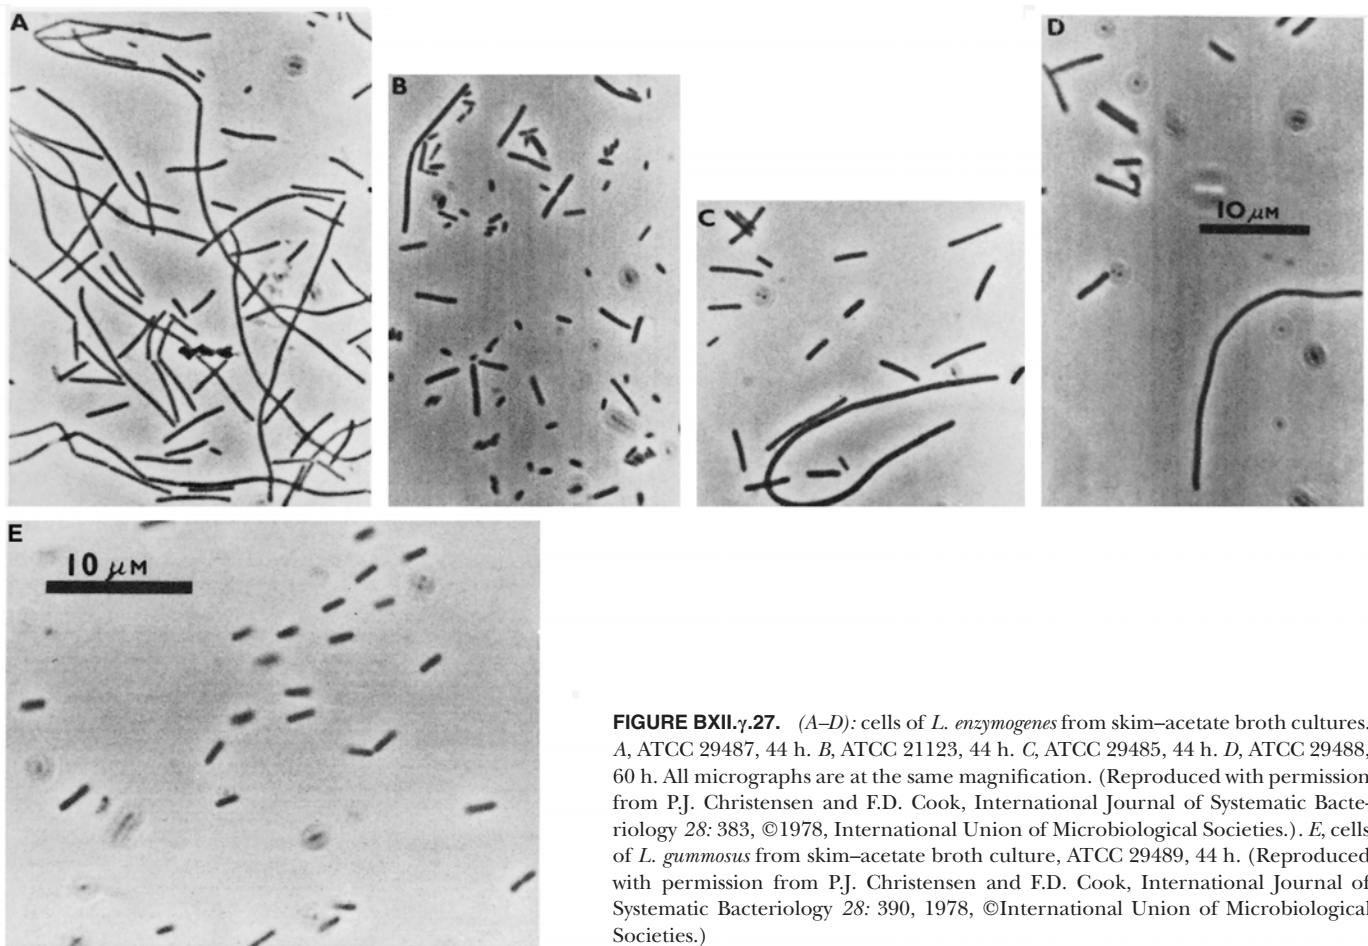 A
B
C
D
10 μM
E
10 μM
FIGURE BXII.γ.27. (A–D): cells of L. enzymogenes from skim–acetate broth cultures.
A, ATCC 29487, 44 h. B, ATCC 21123, 44 h. C, ATCC 29485, 44 h. D, ATCC 29488,
60 h. All micrographs are at the same magnification. (Reproduced with permission
from P.J. Christensen and F.D. Cook, International Journal of Systematic Bacte-
riology 28: 383, ©1978, International Union of Microbiological Societies.). E, cells
of L. gummosus from skim–acetate broth culture, ATCC 29489, 44 h. (Reproduced
with permission from P.J. Christensen and F.D. Cook, International Journal of
Systematic Bacteriology 28: 390, 1978, ©International Union of Microbiological
Societies.)